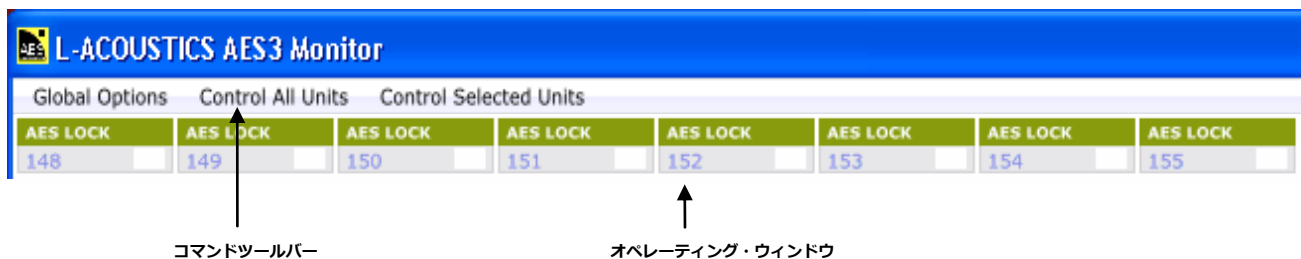 AES L-ACOUSTICS AES3 Monitor
Global Options Control All Units Control Selected Units
AES LOCK AES LOCK AES LOCK AES LOCK AES LOCK AES LOCK AES LOCK AES LOCK
148 149 150 151 152 153 154 155
コマンドツールバー オペレーティング・ウィンドウ